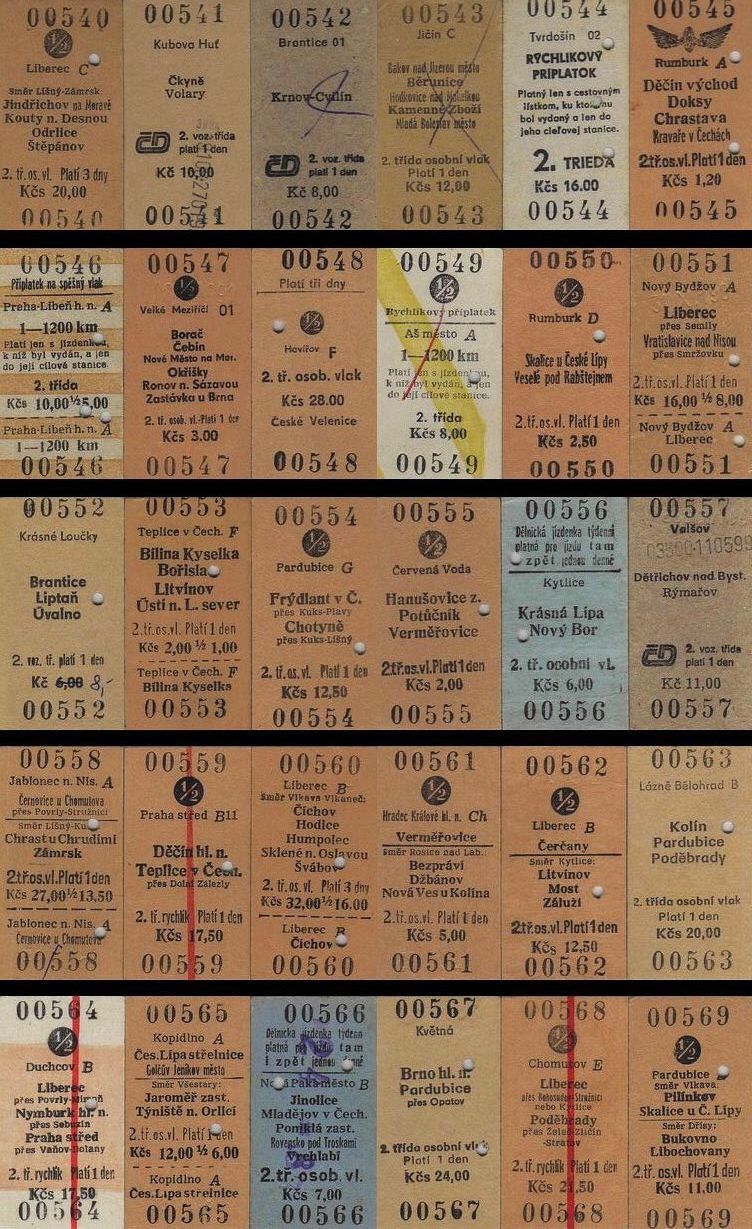 00540
1/2
Liberec C
Směr Lišný-Zámrsk
Jindřichov na Moravě
Kouty n. Desnou
Odrlice
Štěpánov
2. tř. os. vl. Platí 3 dny
Kčs 20,00
00540
00541
Kubova Huť
Čkyně
Volary
ČD 2. voz. třída
platí 1 den
Kč 10,00
00541
00542
Brantice 01
Krnov-Cvilín
ČD 2. voz. třída
platí 1 den
Kč 8,00
00542
00543
Jičín C
Bakov nad Jizerou město
Běrunice
Hodkovice nad Mohelkou
Kamenné Zboží
Mladá Boleslav město
2. třída osobní vlak
Platí 1 den
Kčs 12,00
00543
00544
Tvrdošín 02
RÝCHLIKOVÝ
PRÍPLATOK
Platný len s cestovným
lístkom, ku ktorému
bol vydaný a len do
jeho cieľovej stanice.
2. TRIEDA
Kčs 16.00
00544
00545
Rumburk A
Děčín východ
Doksy
Chrastava
Kravaře v Čechách
2.tř.os.vl. Platí 1 den
Kčs 1,20
00545
00546
Příplatek na spěšný vlak
Praha-Libeň h. n. A
1—1200 km
Platí jen s jízdenkou,
k níž byl vydán, a jen
do její cílové stanice.
2. třída
Kčs 10,00 1/2 5,00
Praha-Libeň h. n. A
1—1200 km
00546
00547
1/2
Velké Meziříčí 01
Borač
Čebín
Nové Město na Mor.
Okříšky
Ronov n. Sázavou
Zastávka u Brna
2. tř. osob. vl.-Platí 1 den
Kčs 3.00
00547
00548
Platí tři dny
1/2
Havířov F
2. tř. osob. vlak
Kčs 28.00
České Velenice
00548
00549
1/2
Rychlíkový příplatek
Aš město A
1—1200 km
Platí jen s jízdenkou,
k níž byl vydán, a jen
do její cílové stanice.
2. třída
Kčs 8,00
00549
00550
1/2
Rumburk D
Skalice u České Lípy
Veselé pod Rabštejnem
2.tř.os.vl. Platí 1 den
Kčs 2,50
00550
00551
Nový Bydžov A
Liberec
přes Semily
Vratislavice nad Nisou
přes Smržovku
2.tř.os.vl. Platí 1 den
Kčs 16,00 1/2 8,00
Nový Bydžov A
Liberec
00551
00552
Krásné Loučky
Brantice
Liptaň
Úvalno
2. voz. tř. platí 1 den
Kč 6,00 8,-
00552
00553
Teplice v Čech. F
Bílina Kyselka
Bořislav
Litvínov
Ústí n. L. sever
2.tř.os.vl. Platí 1 den
Kčs 2,00 1/2 1,00
Teplice v Čech. F
Bílina Kyselka
00553
00554
1/2
Pardubice G
Frýdlant v Č.
přes Kuks-Plavy
Chotyně
přes Kuks-Lišný
2. tř. os. vl. Platí 1 den
Kčs 12,50
00554
00555
1/2
Červená Voda
Hanušovice z.
Potůčník
Verměřovice
2.tř.os.vl.Platí 1 den
Kčs 2,00
00555
00556
Dělnická jízdenka týdenní
platná pro jízdu tam
i zpět jednou denně
Kytlice
Krásná Lípa
Nový Bor
2. tř. osobní vl.
Kčs 6,00
00556
00557
Valšov
03500-110599
Dětřichov nad Byst.
Rýmařov
ČD 2. voz. třída
platí 1 den
Kč 11,00
00557
00558
Jablonec n. Nis. A
Černovice u Chomutova
přes Povrly-Stružnici
Směr Lišný-Kuks:
Chrast u Chrudimi
Zámrsk
2.tř.os.vl. Platí 1 den
Kčs 27,00 1/2 13,50
Jablonec n. Nis. A
Černovice u Chomutova
00558
00559
1/2
Praha střed B11
Děčín hl. n.
Teplice v Čech.
přes Dolní Zálezly
2. tř. rychlík Platí 1 den
Kčs 17,50
00559
00560
Liberec B
Směr Vlkava-Vlkaneč:
Číchov
Hodice
Humpolec
Sklené n. Oslavou
Švábov
2. tř. os. vl. Platí 3 dny
Kčs 32,00 1/2 16.00
Liberec B
Číchov
00560
00561
1/2
Hradec Králové hl. n. Ch
Verměřovice
Směr Rosice nad Lab.:
Bezpráví
Džbánov
Nová Ves u Kolína
2.tř.os.vl. Platí 1 den
Kčs 5,00
00561
00562
1/2
Liberec B
Čerčany
Směr Kytlice:
Litvínov
Most
Záluží
2.tř.os.vl.Platí 1 den
Kčs 12,50
00562
00563
Lázně Bělohrad B
Kolín
Pardubice
Poděbrady
2. třída osobní vlak
Platí 1 den
Kčs 20,00
00563
00564
1/2
Duchcov B
Liberec
přes Povrly-Mimoň
Nymburk hl. n.
přes Sebuzín
Praha střed
přes Vaňov-Dolany
2. tř. rychlík Platí 1 den
Kčs 17,50
00564
00565
Kopidlno A
Čes. Lípa střelnice
Golčův Jeníkov město
Směr Všestary:
Jaroměř zast.
Týniště n. Orlicí
2.tř.os.vl. Platí 1 den
Kčs 12,00 1/2 6,00
Kopidlno A
Čes. Lípa střelnice
00565
00566
Dělnická jízdenka týdenní
platná pro jízdu tam
i zpět jednou denně
Nová Paka město B
Jinolice
Mladějov v Čech.
Poniklá zast.
Rovensko pod Troskami
Vrchlabí
2.tř. osob. vl.
Kčs 7,00
00566
00567
Květná
Brno hl. n.
Pardubice
přes Opatov
2. třída osobní vlak
Platí 1 den
Kčs 24,00
00567
00568
1/2
Chomutov E
Liberec
nebo Kytlice
Poděbrady
2. tř. rychlík Platí 1 den
Kčs 21,50
00568
00569
1/2
Pardubice
Směr Vlkava:
Pilínkov
Skalice u Č. Lípy
Směr Dřísy:
Bukovno
Libochovany
2.tř.os.vl. Platí 1 den
Kčs 11.00
00569